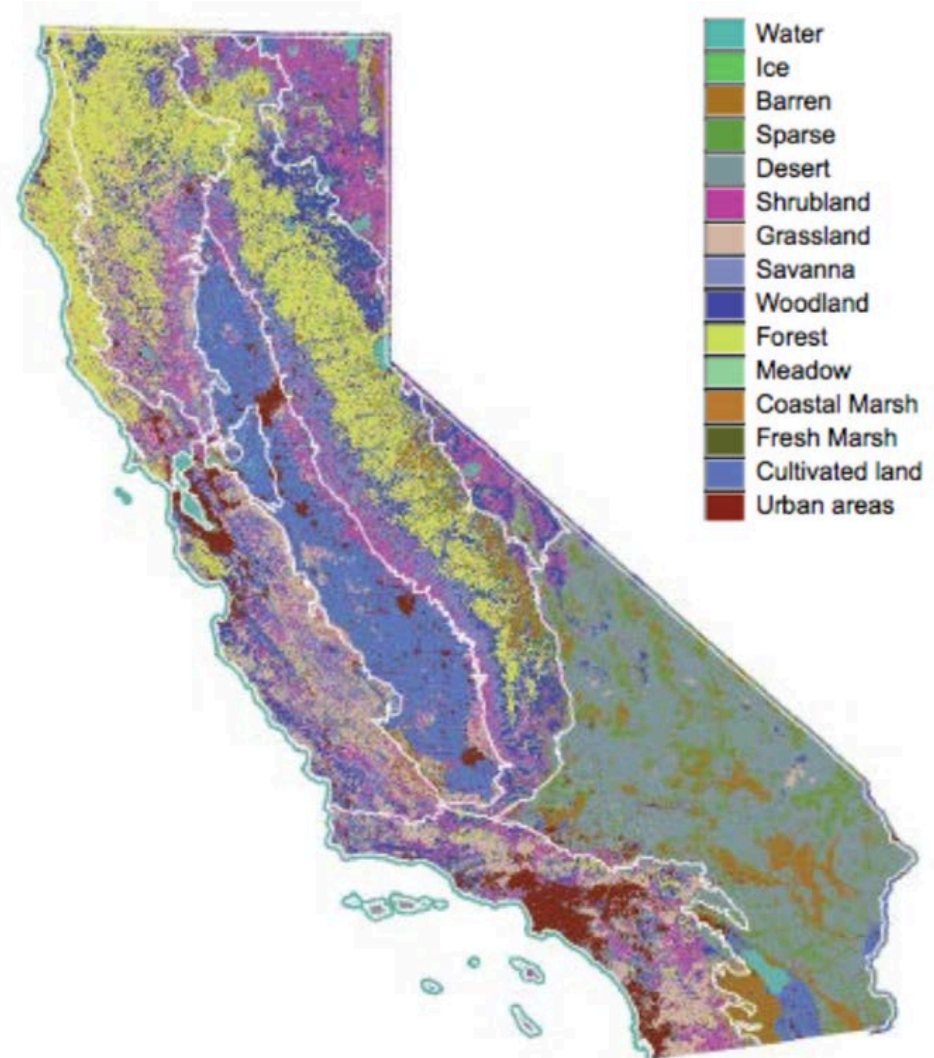 Water
Ice
Barren
Sparse
Desert
Shrubland
Grassland
Savanna
Woodland
Forest
Meadow
Coastal Marsh
Fresh Marsh
Cultivated land
Urban areas